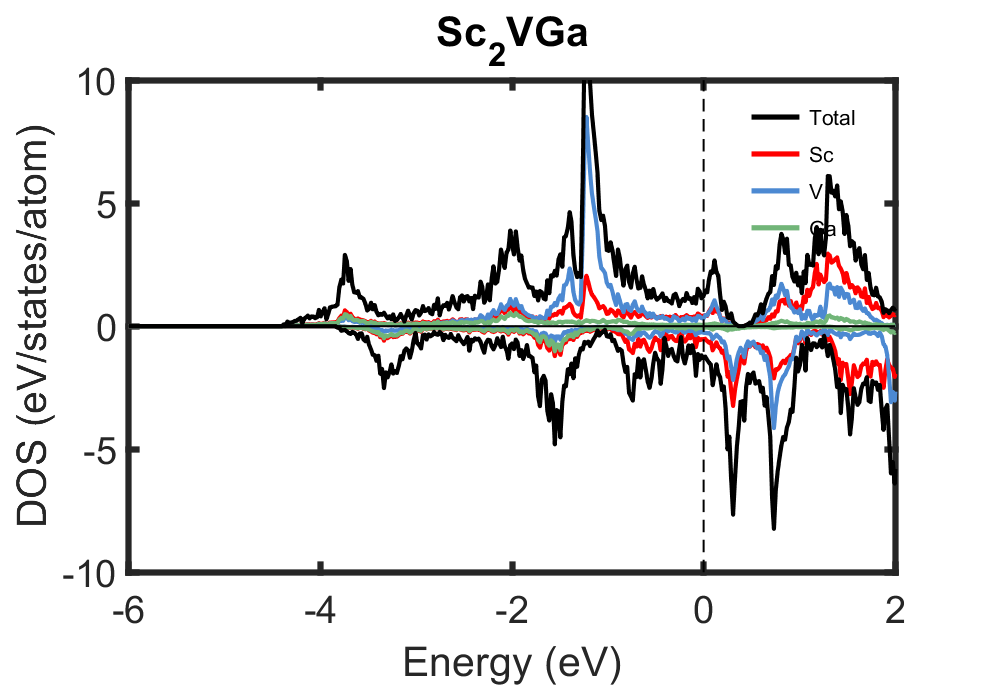 Sc2VGa
10
5
0
-5
-10
DOS (eV/states/atom)
Total
Sc
V
Ga
-6 -4 -2 0 2
Energy (eV)